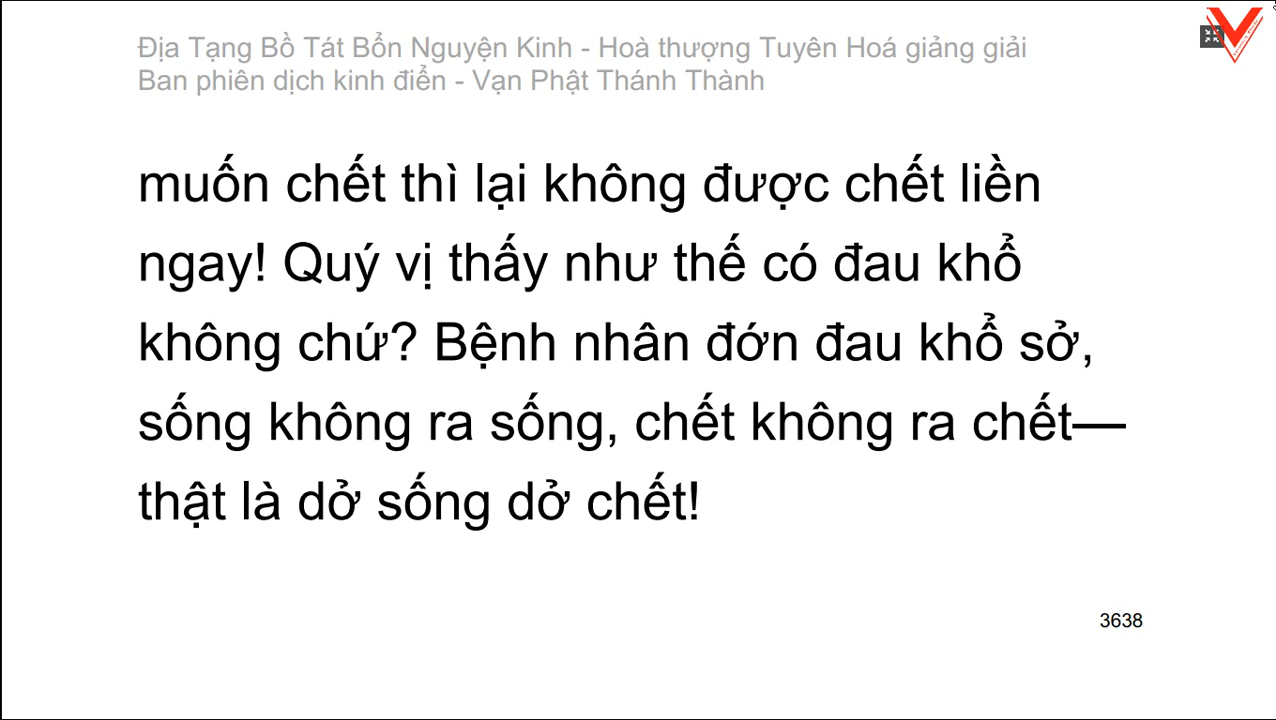 Địa Tạng Bồ Tát Bổn Nguyện Kinh - Hoà thượng Tuyên Hoá giảng giải
Ban phiên dịch kinh điển - Vạn Phật Thánh Thành
muốn chết thì lại không được chết liền
ngay! Quý vị thấy như thế có đau khổ
không chứ? Bệnh nhân đớn đau khổ sở,
sống không ra sống, chết không ra chết—
thật là dở sống dở chết!
3638